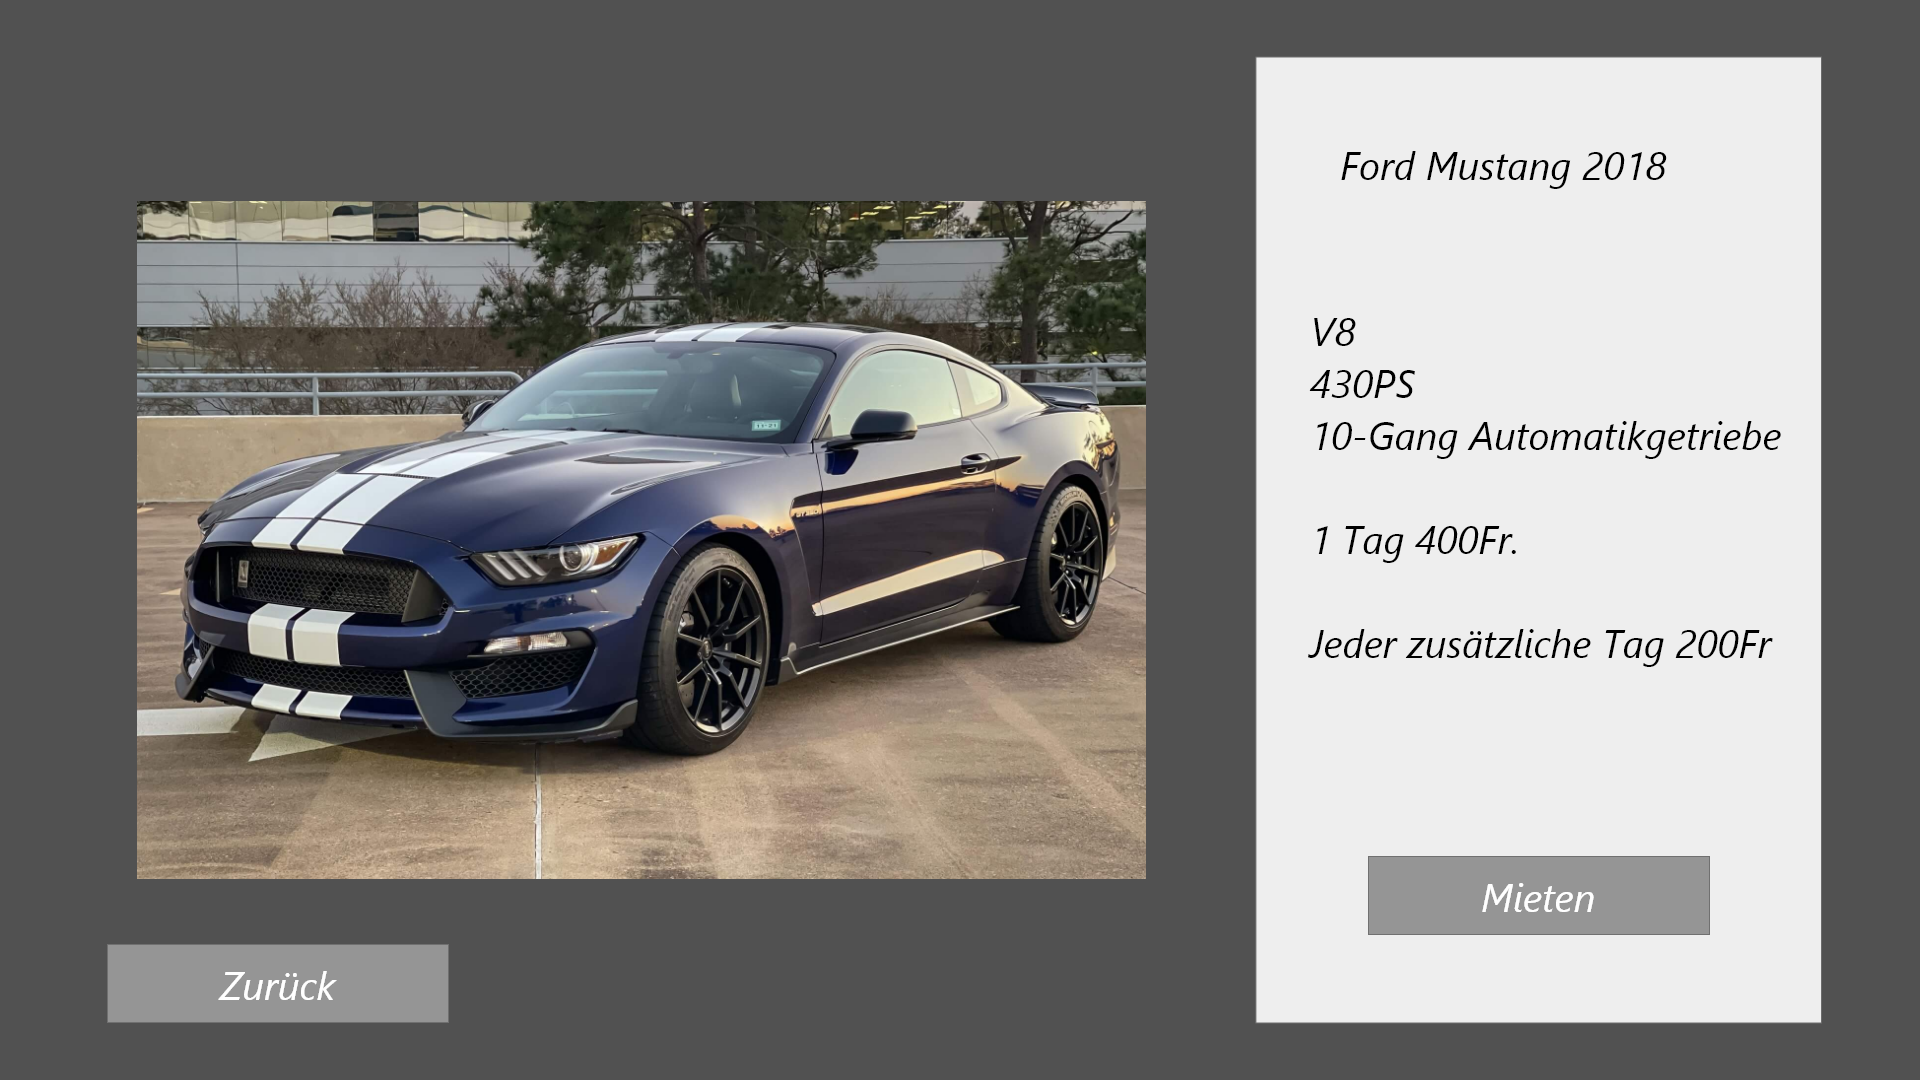 Ford Mustang 2018
V8
430PS
10-Gang Automatikgetriebe
1 Tag 400Fr.
Jeder zusätzliche Tag 200Fr
Mieten
Zurück